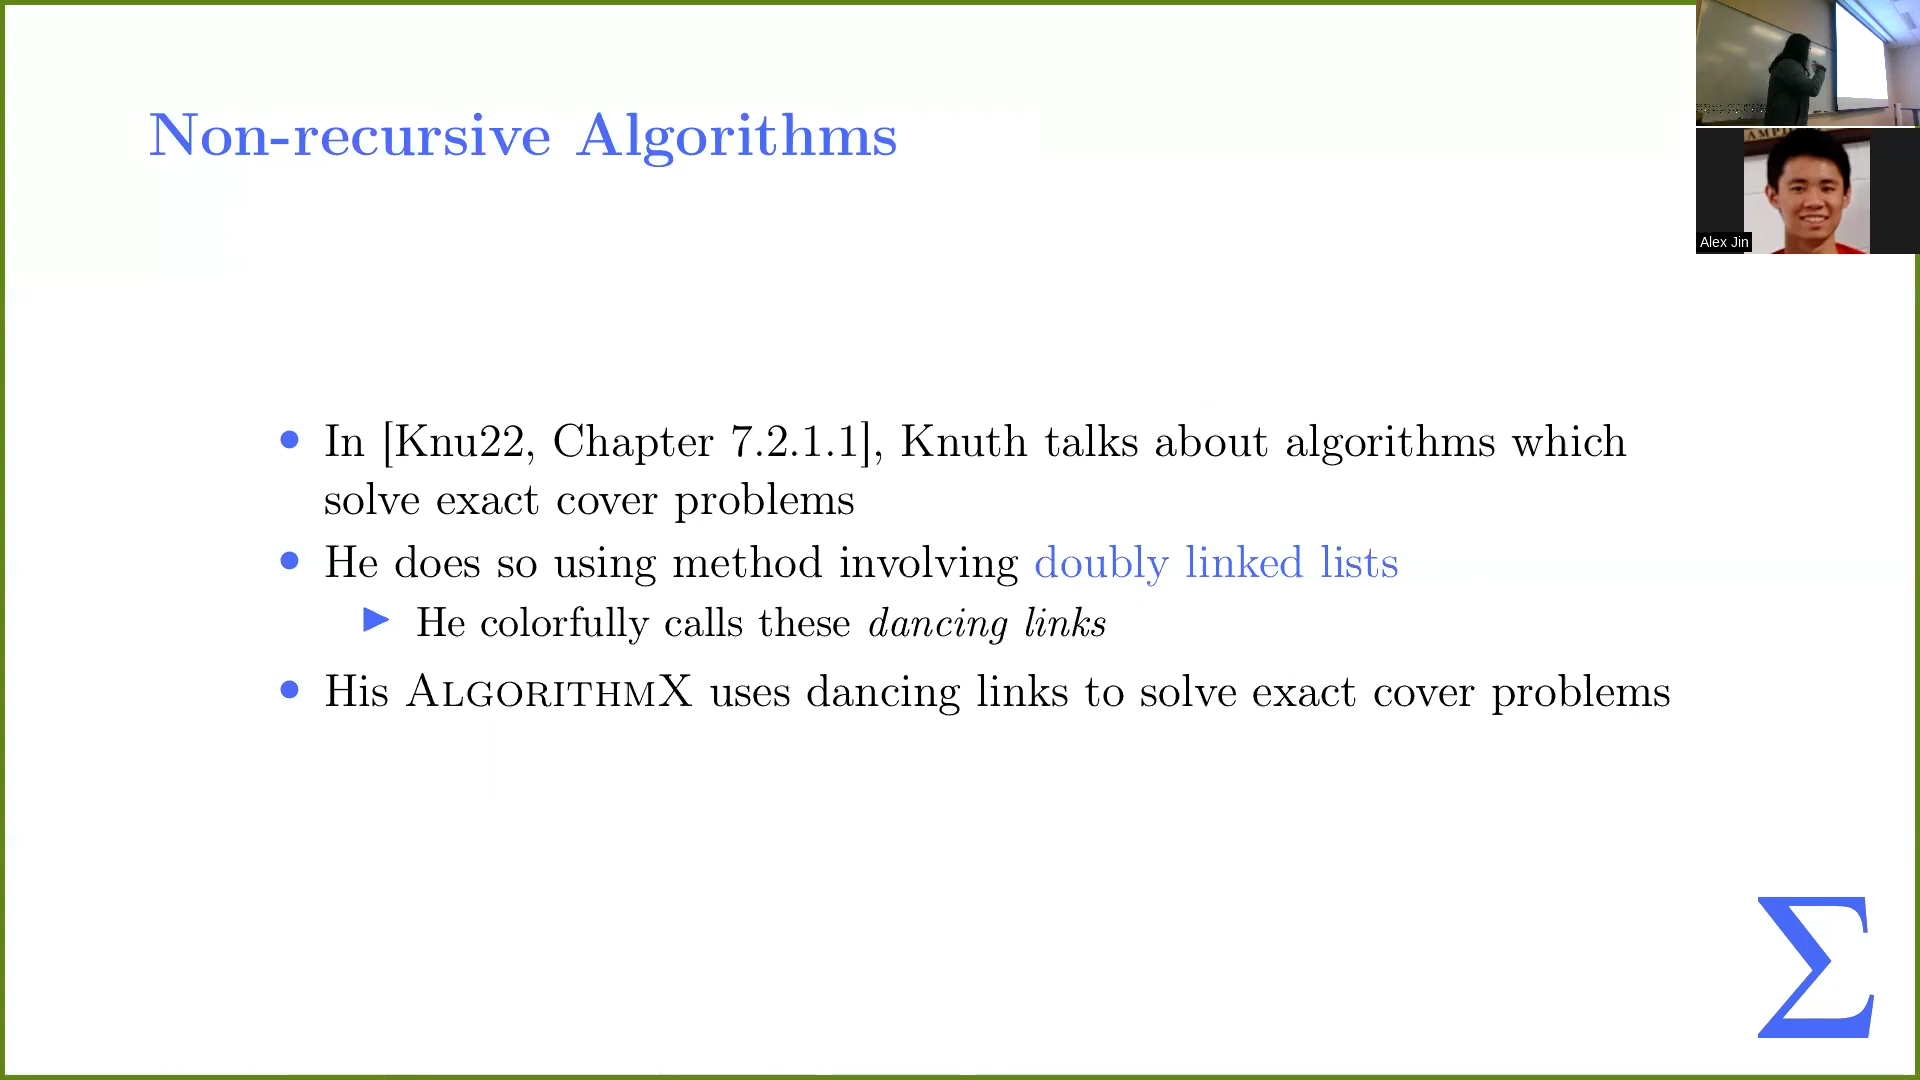 Non-recursive Algorithms
AMPI
Alex Jin
• In [Knu22, Chapter 7.2.1.1], Knuth talks about algorithms which
solve exact cover problems
• He does so using method involving doubly linked lists
▶ He colorfully calls these dancing links
• His ALGORITHMX uses dancing links to solve exact cover problems
Σ